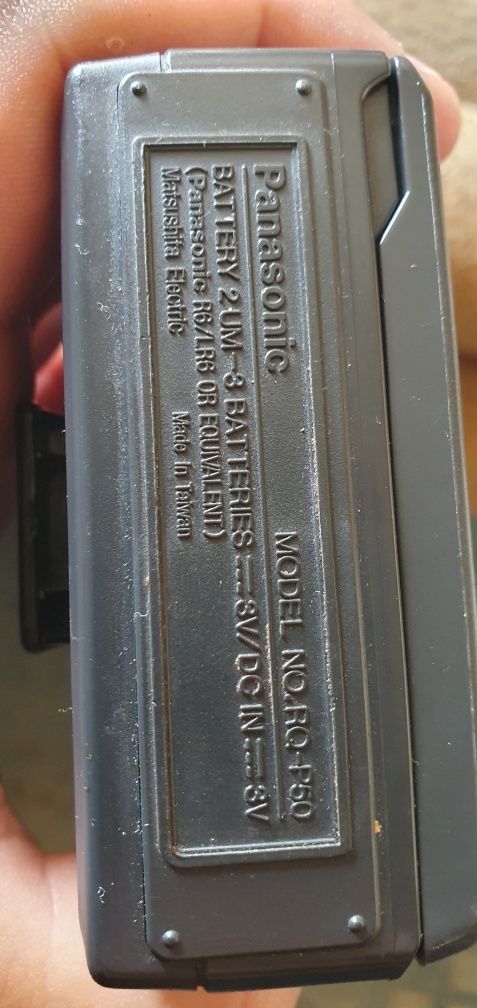 Panasonic MODEL NO.RQ-P50
BATTERY 2 UM-3 BATTERIES ⎓ 3V/DC IN ⎓ 3V
(Panasonic R6/LR6 OR EQUIVALENT)
Matsushita Electric Made in Taiwan